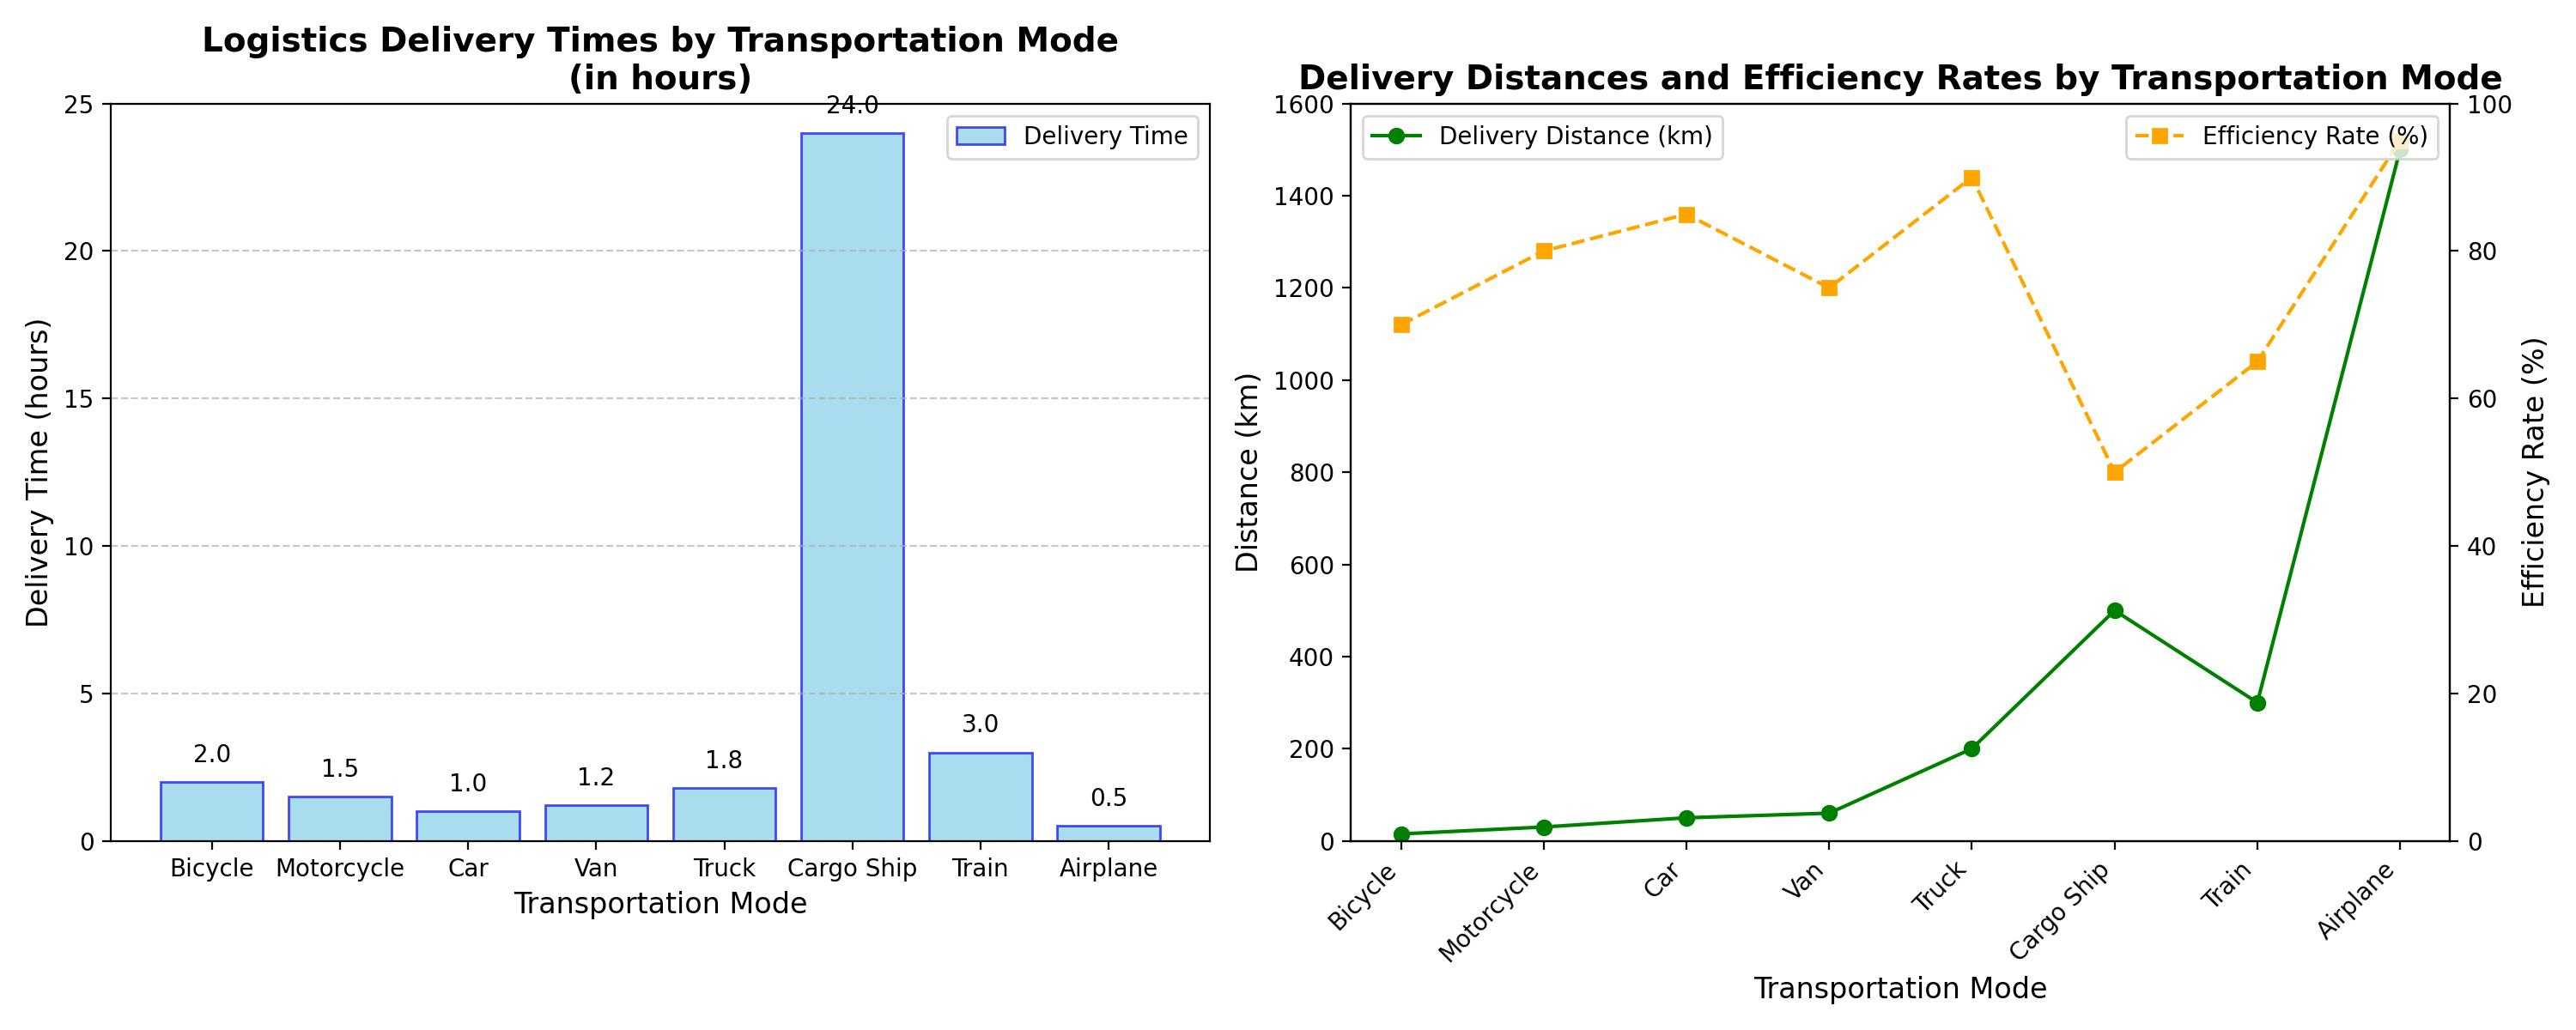 Logistics Delivery Times by Transportation Mode
(in hours)
25
20
15
10
5
0
Delivery Time (hours)
Delivery Time
2.0
1.5
1.0
1.2
1.8
24.0
3.0
0.5
Bicycle
Motorcycle
Car
Van
Truck
Cargo Ship
Train
Airplane
Transportation Mode
Delivery Distances and Efficiency Rates by Transportation Mode
1600
1400
1200
1000
800
600
400
200
0
Distance (km)
Delivery Distance (km)
Efficiency Rate (%)
100
80
60
40
20
0
Efficiency Rate (%)
Bicycle
Motorcycle
Car
Van
Truck
Cargo Ship
Train
Airplane
Transportation Mode